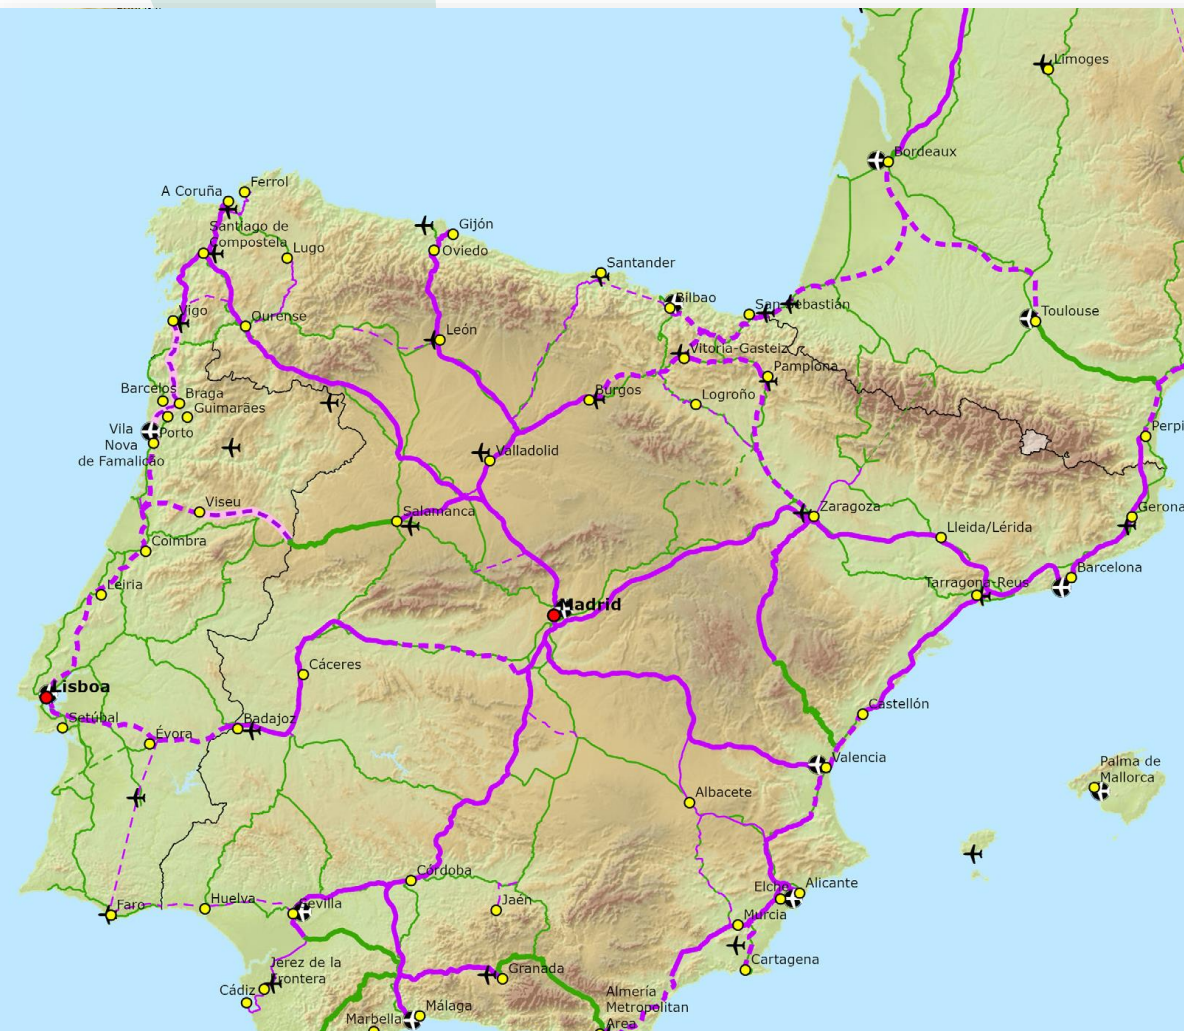 Limoges
Bordeaux
Ferrol
A Coruña
Santiago de
Compostela
Lugo
Gijón
Oviedo
Santander
Bilbao
San Sebastián
Vigo
Ourense
León
Toulouse
Vitoria-Gasteiz
Pamplona
Barcelos
Braga
Guimarães
Burgos
Logroño
Vila
Nova
de Famalicão
Porto
Perpi
Valladolid
Viseu
Salamanca
Zaragoza
Gerona
Lleida/Lérida
Coimbra
Barcelona
Tarragona-Reus
Leiria
Madrid
Cáceres
Lisboa
Setúbal
Évora
Badajoz
Castellón
Valencia
Palma de
Mallorca
Albacete
Córdoba
Elche
Alicante
Faro
Huelva
Sevilla
Jaén
Murcia
Cartagena
Jerez de la
Frontera
Granada
Cádiz
Málaga
Marbella
Almería
Metropolitan
Area